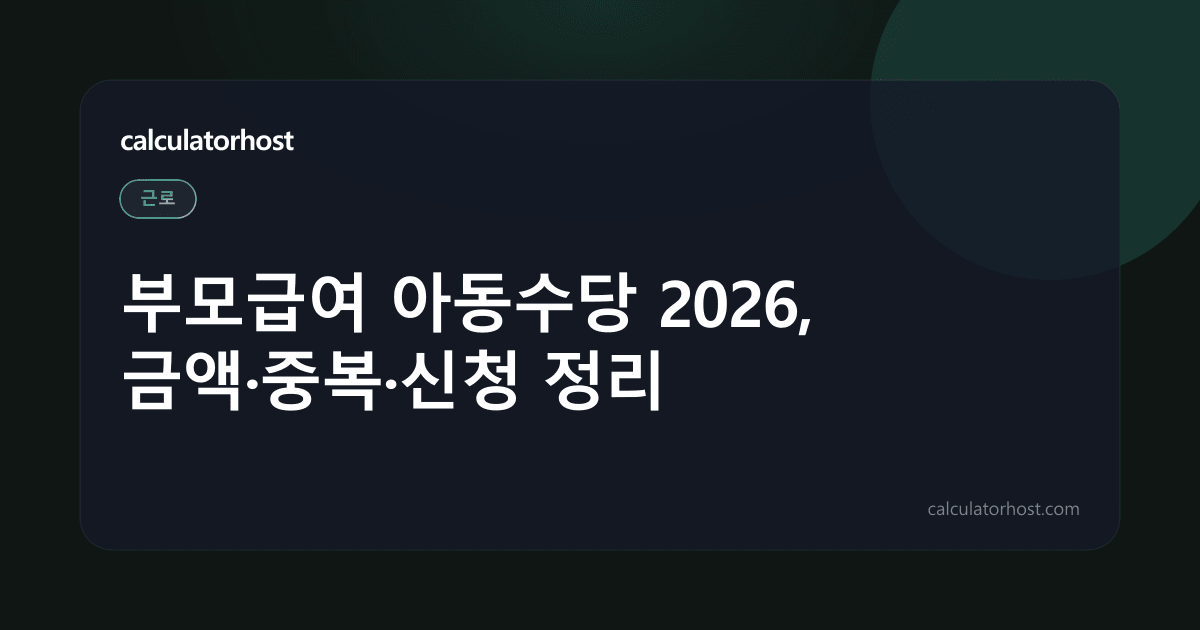 calculatorhost
근로
부모급여 아동수당 2026,
금액·중복·신청 정리
calculatorhost.com